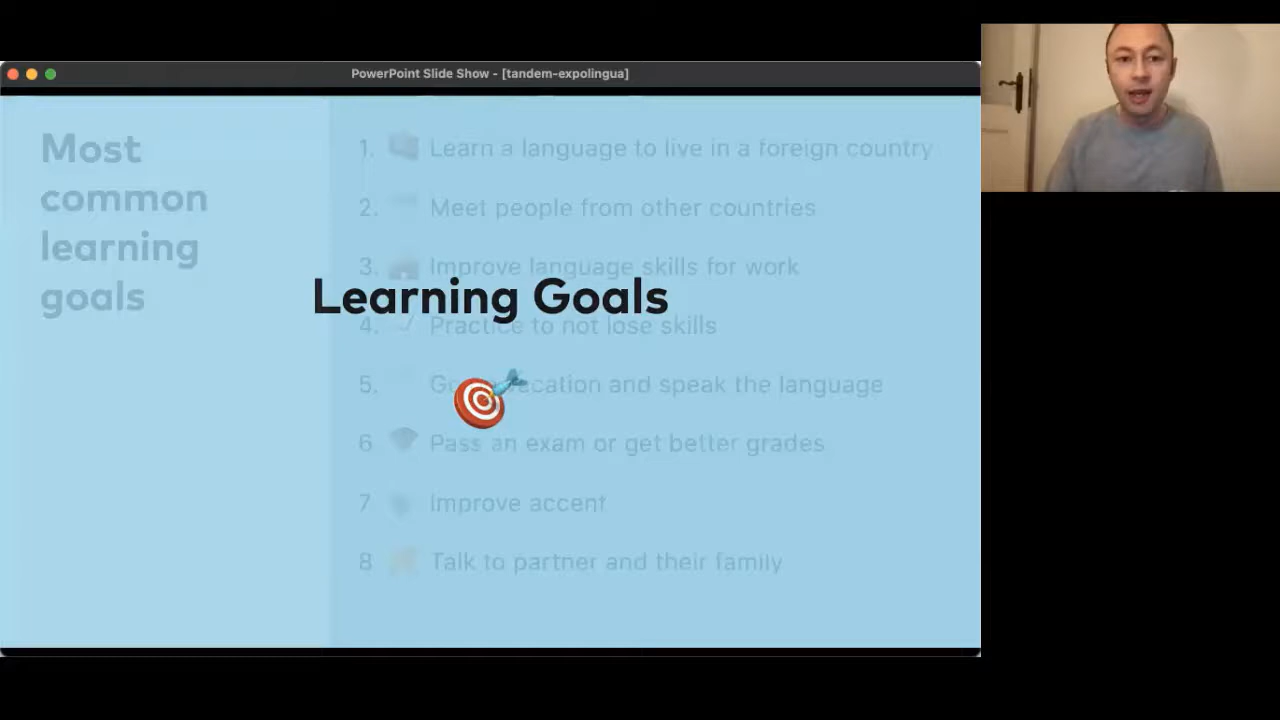 PowerPoint Slide Show - [tandem-expolingua]
Most
common
learning
goals
Learning Goals
1. Learn a language to live in a foreign country
2. Meet people from other countries
3. Improve language skills for work
4. Practice to not lose skills
5. Go vacation and speak the language
6 Pass an exam or get better grades
7 Improve accent
8 Talk to partner and their family